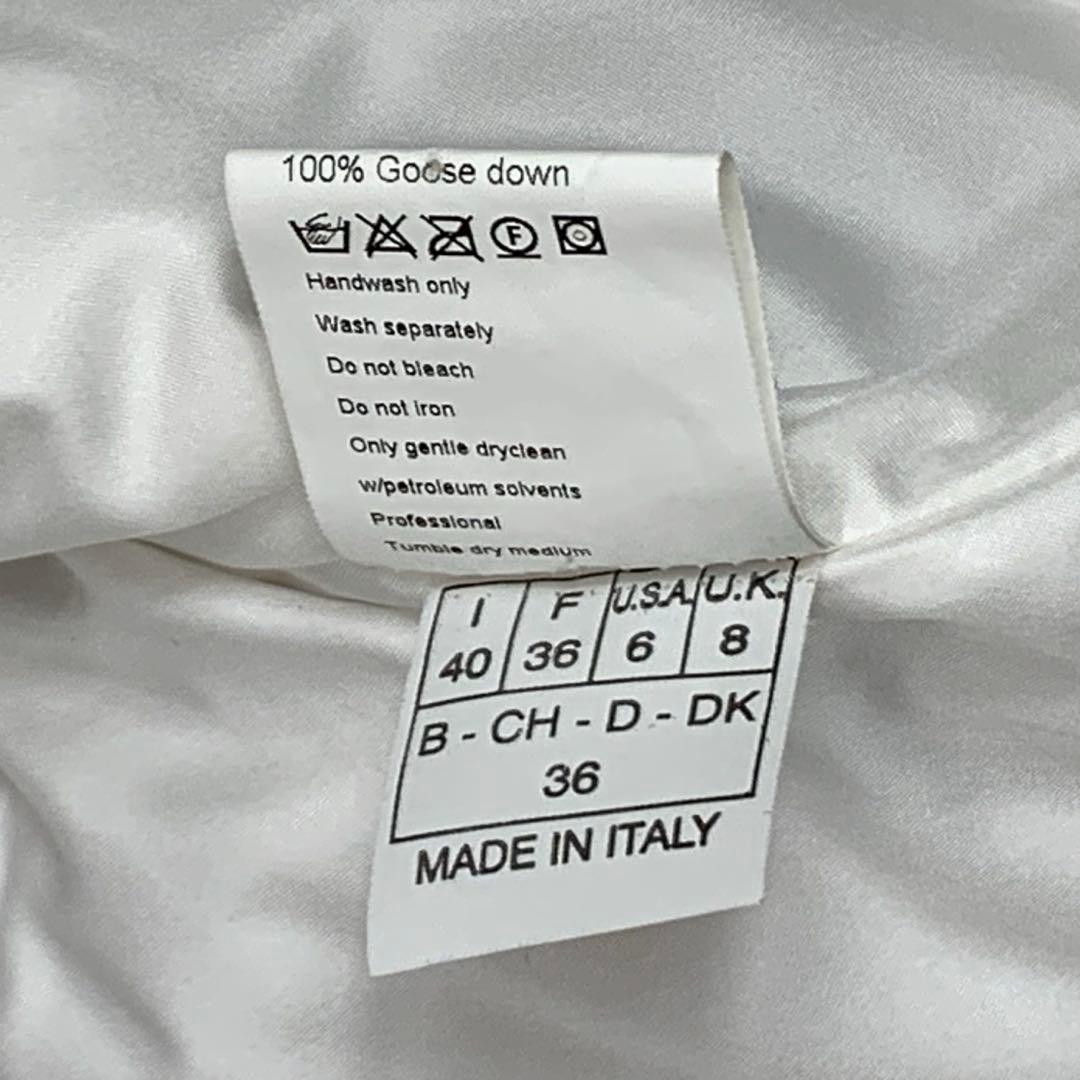 100% Goose down
F
Handwash only
Wash separately
Do not bleach
Do not iron
Only gentle dryclean
w/petroleum solvents
Professional
Tumble dry medium
I F U.S.A. U.K.
40 36 6 8
B - CH - D - DK
36
MADE IN ITALY